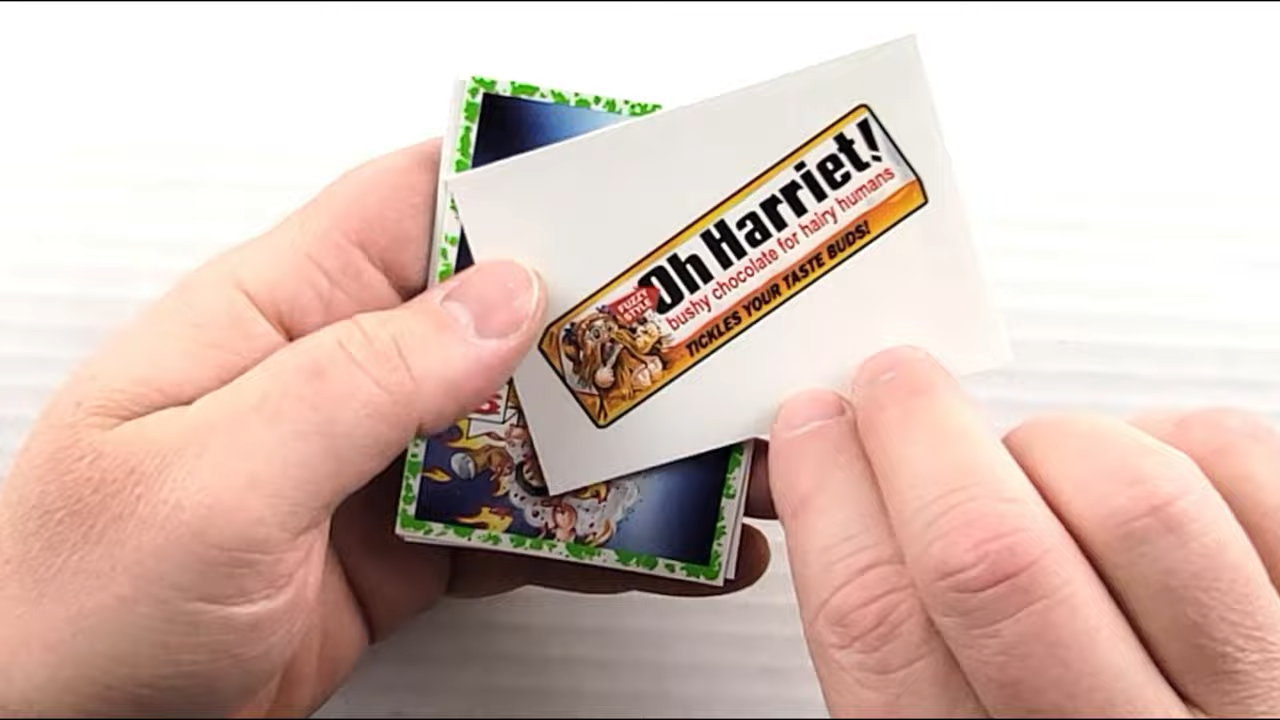 Oh Harriet!
bushy chocolate for hairy humans
FUZZY
STYLE
TICKLES YOUR TASTE BUDS!